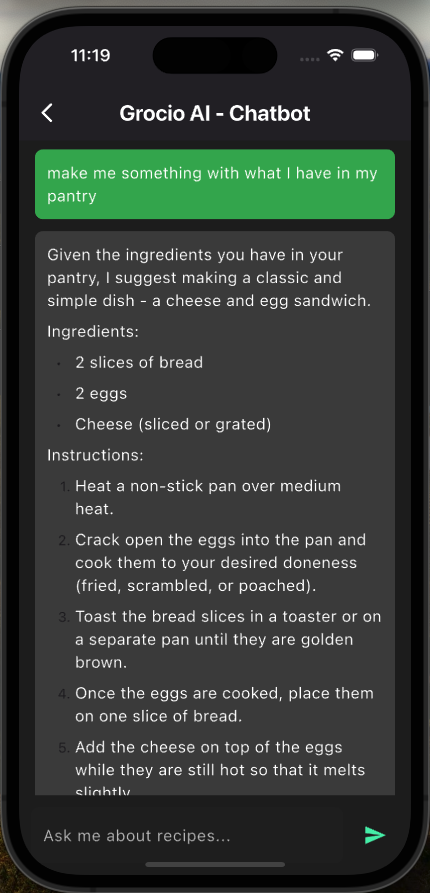 11:19
Grocio AI - Chatbot
make me something with what I have in my
pantry
Given the ingredients you have in your
pantry, I suggest making a classic and
simple dish - a cheese and egg sandwich.
Ingredients:
• 2 slices of bread
• 2 eggs
• Cheese (sliced or grated)
Instructions:
1. Heat a non-stick pan over medium
heat.
2. Crack open the eggs into the pan and
cook them to your desired doneness
(fried, scrambled, or poached).
3. Toast the bread slices in a toaster or on
a separate pan until they are golden
brown.
4. Once the eggs are cooked, place them
on one slice of bread.
5. Add the cheese on top of the eggs
while they are still hot so that it melts
slightly
Ask me about recipes...